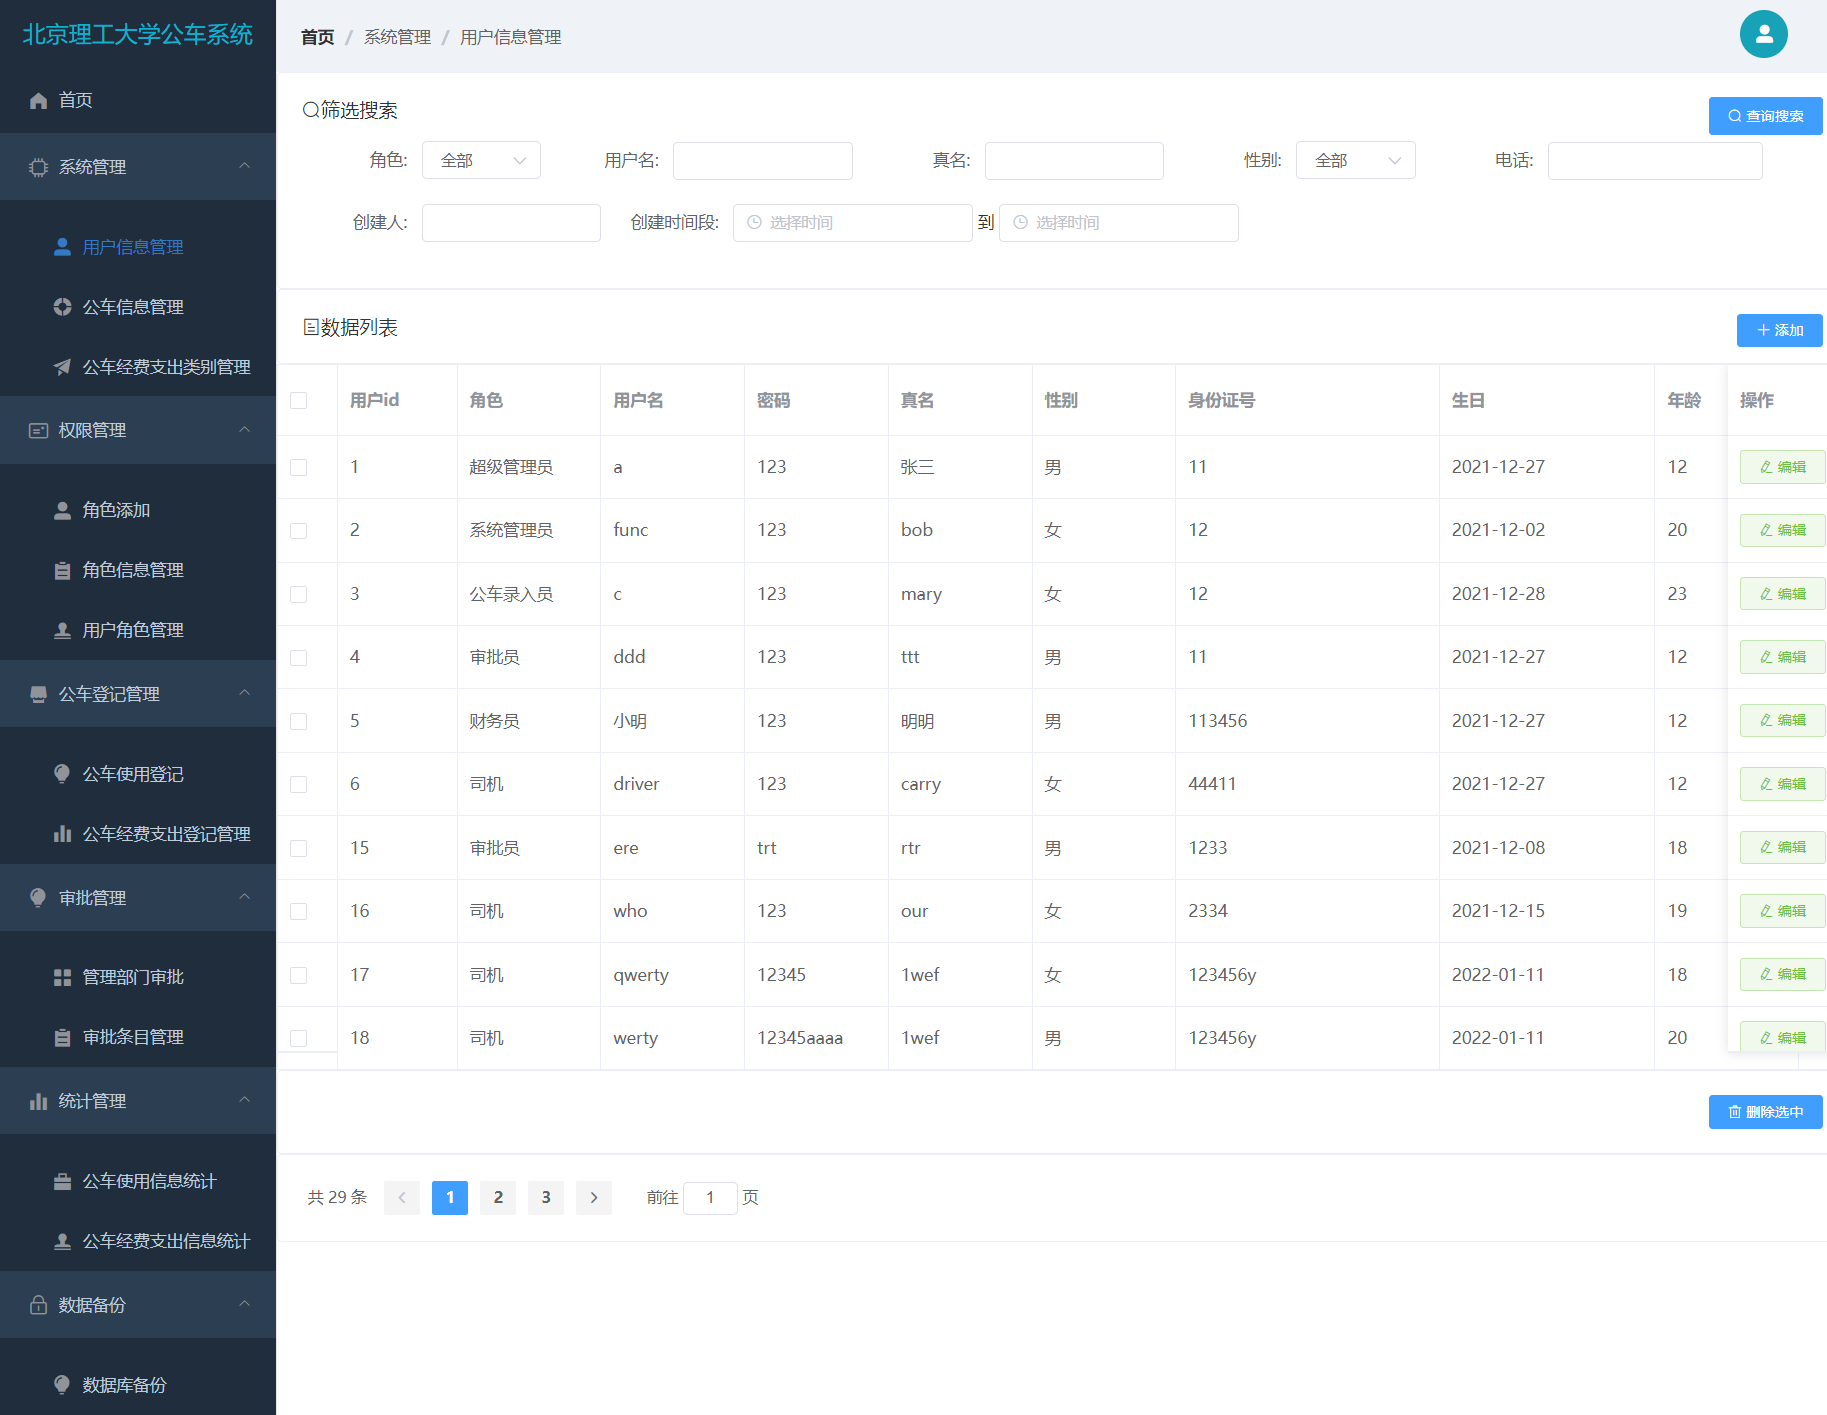 北京理工大学公车系统
首页
系统管理
用户信息管理
公车信息管理
公车经费支出类别管理
权限管理
角色添加
角色信息管理
用户角色管理
公车登记管理
公车使用登记
公车经费支出登记管理
审批管理
管理部门审批
审批条目管理
统计管理
公车使用信息统计
公车经费支出信息统计
数据备份
数据库备份
首页 / 系统管理 / 用户信息管理
筛选搜索
查询搜索
角色: 全部 用户名: 真名: 性别: 全部 电话:
创建人: 创建时间段: 选择时间 到 选择时间
数据列表
添加
用户id 角色 用户名 密码 真名 性别 身份证号 生日 年龄 操作
1 超级管理员 a 123 张三 男 11 2021-12-27 12 编辑
2 系统管理员 func 123 bob 女 12 2021-12-02 20 编辑
3 公车录入员 c 123 mary 女 12 2021-12-28 23 编辑
4 审批员 ddd 123 ttt 男 11 2021-12-27 12 编辑
5 财务员 小明 123 明明 男 113456 2021-12-27 12 编辑
6 司机 driver 123 carry 女 44411 2021-12-27 12 编辑
15 审批员 ere trt rtr 男 1233 2021-12-08 18 编辑
16 司机 who 123 our 女 2334 2021-12-15 19 编辑
17 司机 qwerty 12345 1wef 女 123456y 2022-01-11 18 编辑
18 司机 werty 12345aaaa 1wef 男 123456y 2022-01-11 20 编辑
删除选中
共 29 条 1 2 3 前往 1 页